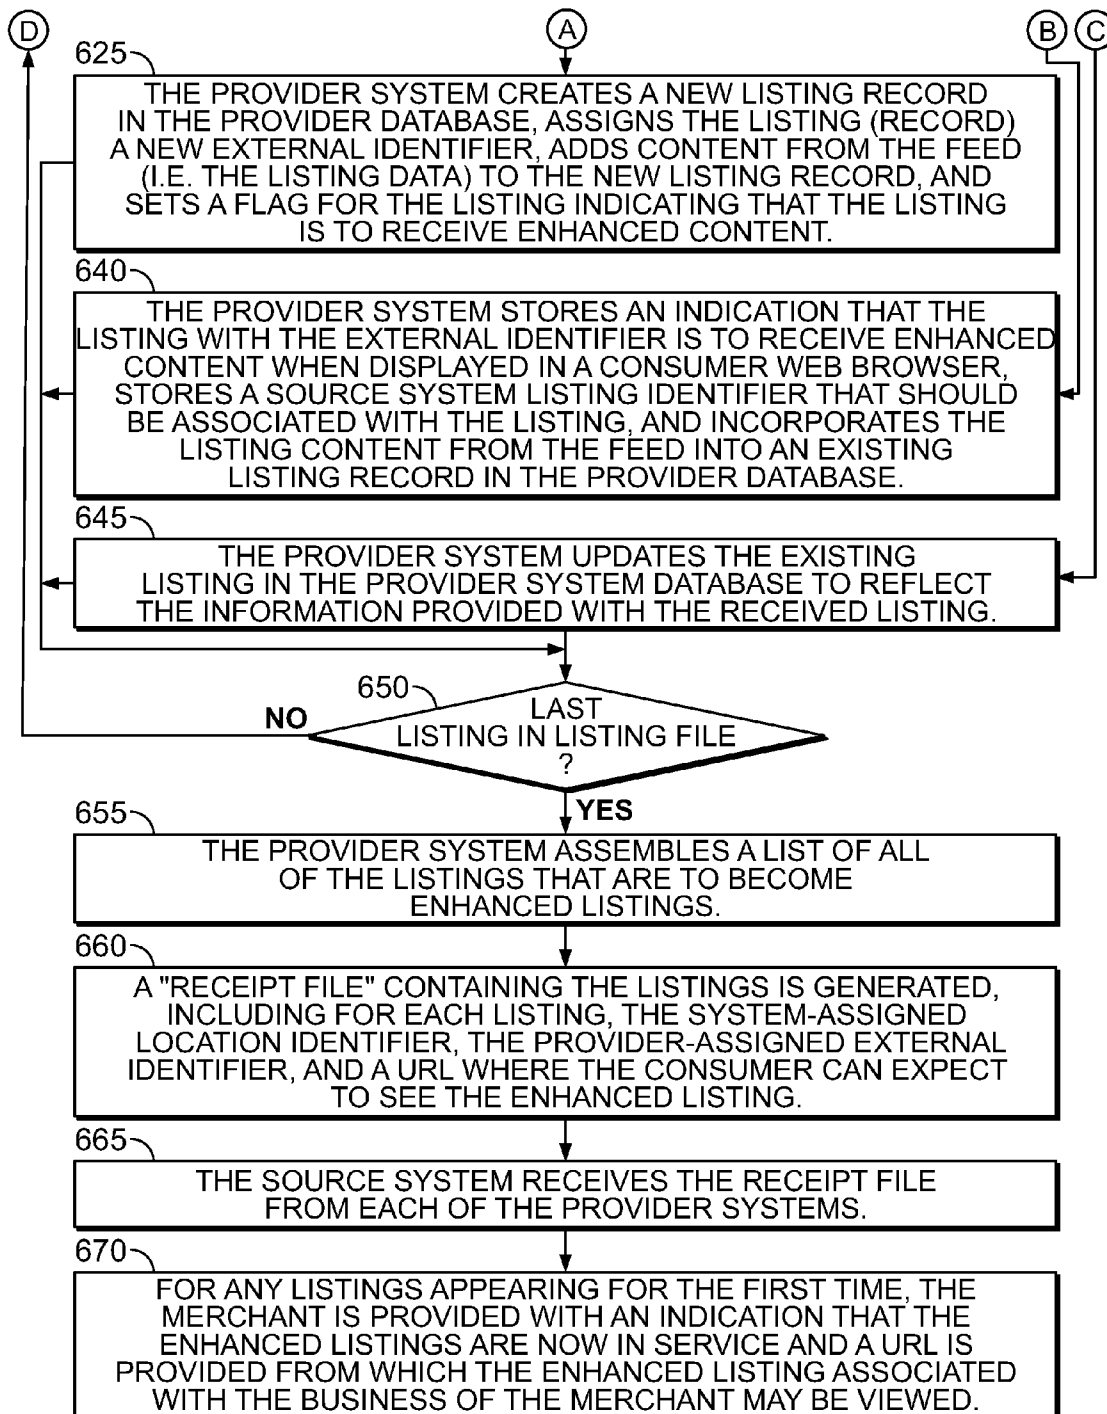 D
A
B
C
625
THE PROVIDER SYSTEM CREATES A NEW LISTING RECORD
IN THE PROVIDER DATABASE, ASSIGNS THE LISTING (RECORD)
A NEW EXTERNAL IDENTIFIER, ADDS CONTENT FROM THE FEED
(I.E. THE LISTING DATA) TO THE NEW LISTING RECORD, AND
SETS A FLAG FOR THE LISTING INDICATING THAT THE LISTING
IS TO RECEIVE ENHANCED CONTENT.
640
THE PROVIDER SYSTEM STORES AN INDICATION THAT THE
LISTING WITH THE EXTERNAL IDENTIFIER IS TO RECEIVE ENHANCED
CONTENT WHEN DISPLAYED IN A CONSUMER WEB BROWSER,
STORES A SOURCE SYSTEM LISTING IDENTIFIER THAT SHOULD
BE ASSOCIATED WITH THE LISTING, AND INCORPORATES THE
LISTING CONTENT FROM THE FEED INTO AN EXISTING
LISTING RECORD IN THE PROVIDER DATABASE.
645
THE PROVIDER SYSTEM UPDATES THE EXISTING
LISTING IN THE PROVIDER SYSTEM DATABASE TO REFLECT
THE INFORMATION PROVIDED WITH THE RECEIVED LISTING.
650
LAST
LISTING IN LISTING FILE
?
NO
YES
655
THE PROVIDER SYSTEM ASSEMBLES A LIST OF ALL
OF THE LISTINGS THAT ARE TO BECOME
ENHANCED LISTINGS.
660
A "RECEIPT FILE" CONTAINING THE LISTINGS IS GENERATED,
INCLUDING FOR EACH LISTING, THE SYSTEM-ASSIGNED
LOCATION IDENTIFIER, THE PROVIDER-ASSIGNED EXTERNAL
IDENTIFIER, AND A URL WHERE THE CONSUMER CAN EXPECT
TO SEE THE ENHANCED LISTING.
665
THE SOURCE SYSTEM RECEIVES THE RECEIPT FILE
FROM EACH OF THE PROVIDER SYSTEMS.
670
FOR ANY LISTINGS APPEARING FOR THE FIRST TIME, THE
MERCHANT IS PROVIDED WITH AN INDICATION THAT THE
ENHANCED LISTINGS ARE NOW IN SERVICE AND A URL IS
PROVIDED FROM WHICH THE ENHANCED LISTING ASSOCIATED
WITH THE BUSINESS OF THE MERCHANT MAY BE VIEWED.